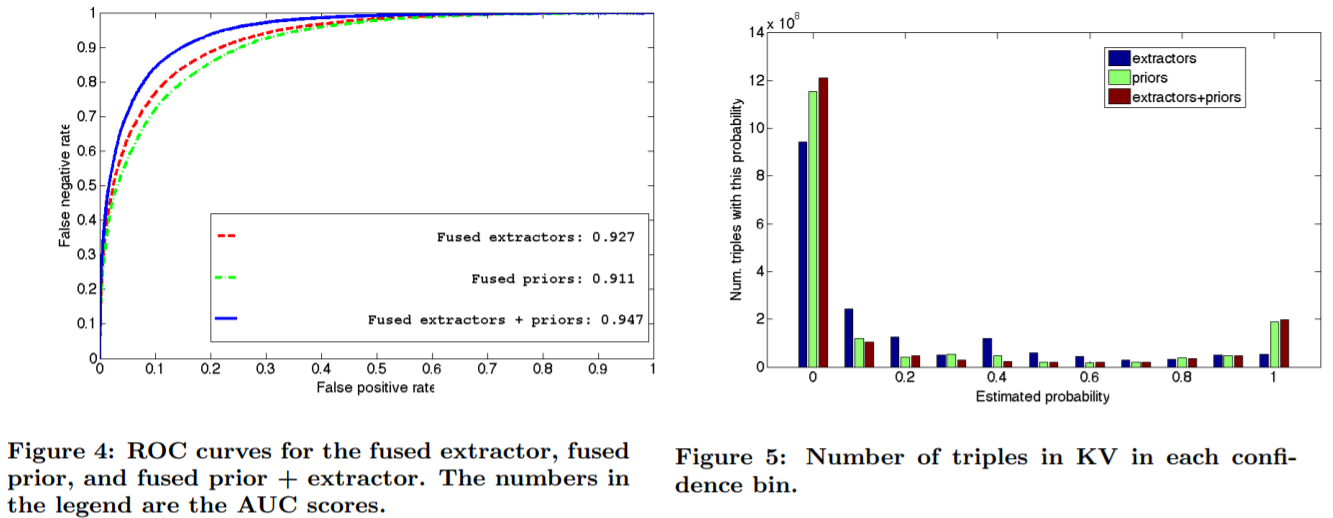 1
0.9
0.8
0.7
0.6
0.5
0.4
0.3
0.2
0.1
0
False negative rate
Fused extractors: 0.927
Fused priors: 0.911
Fused extractors + priors: 0.947
0 0.1 0.2 0.3 0.4 0.5 0.6 0.7 0.8 0.9 1
False positive rate
Figure 4: ROC curves for the fused extractor, fused
prior, and fused prior + extractor. The numbers in
the legend are the AUC scores.
x 10^8
14
12
10
8
6
4
2
0
Num. triples with this probability
extractors
priors
extractors+priors
0 0.2 0.4 0.6 0.8 1
Estimated probability
Figure 5: Number of triples in KV in each confi-
dence bin.